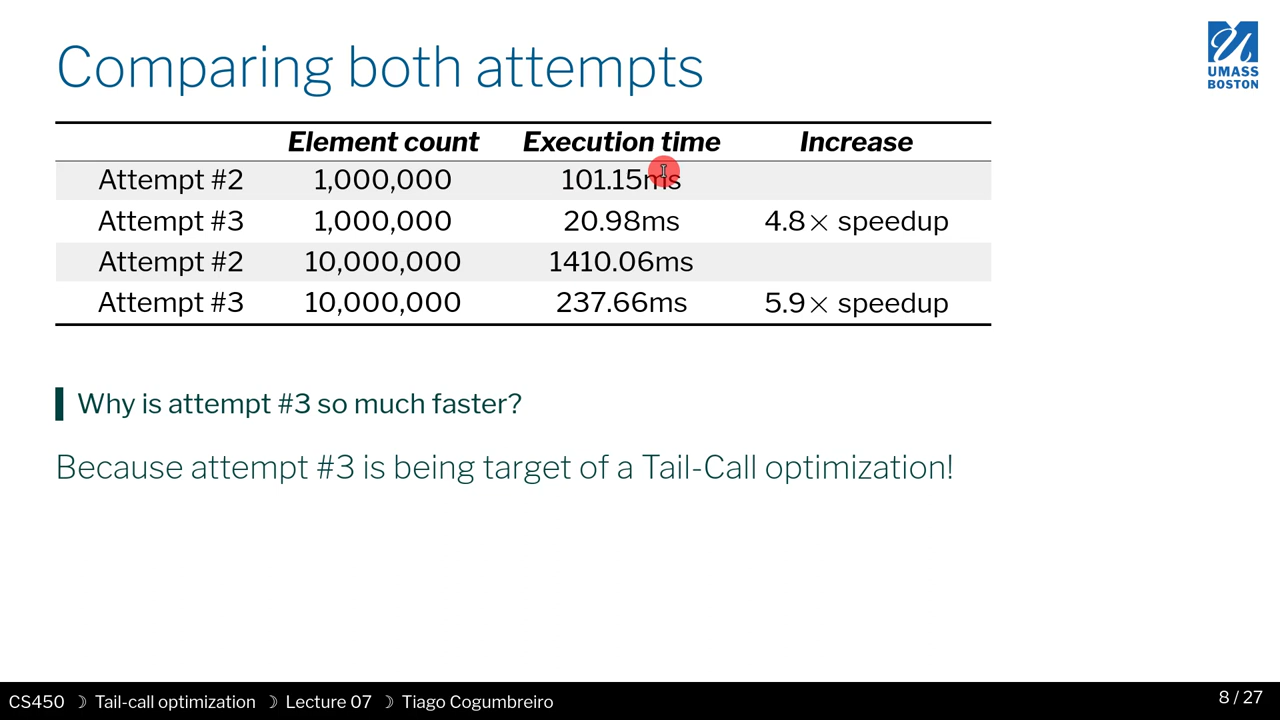 Comparing both attempts
UMASS
BOSTON
Element count Execution time Increase
Attempt #2 1,000,000 101.15ms
Attempt #3 1,000,000 20.98ms 4.8× speedup
Attempt #2 10,000,000 1410.06ms
Attempt #3 10,000,000 237.66ms 5.9× speedup
Why is attempt #3 so much faster?
Because attempt #3 is being target of a Tail-Call optimization!
CS450 ☽ Tail-call optimization ☽ Lecture 07 ☽ Tiago Cogumbreiro 8 / 27